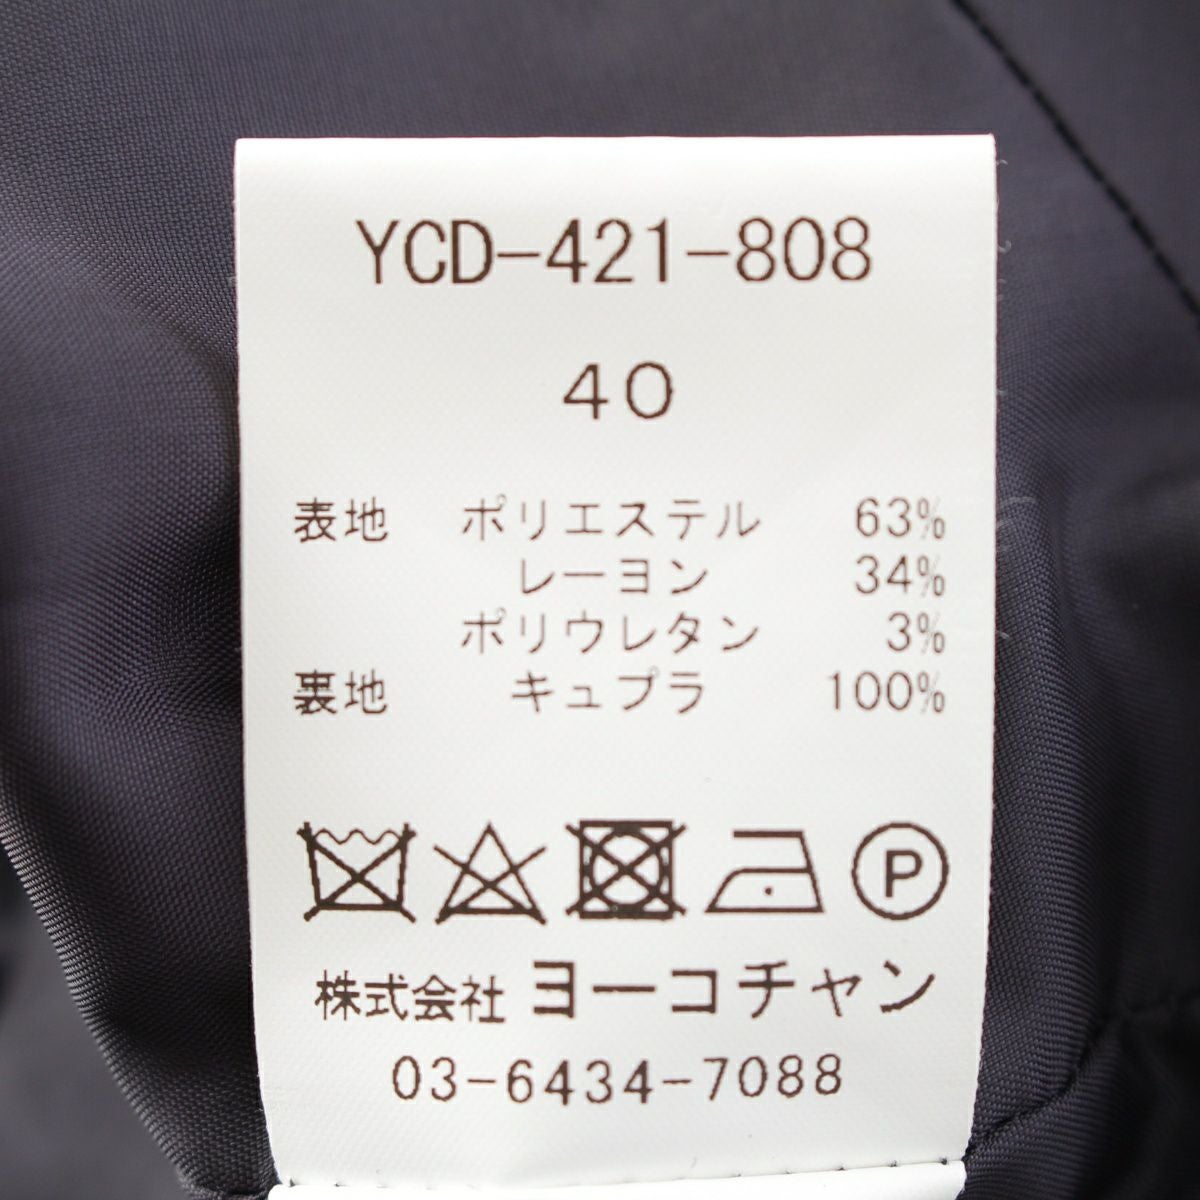 YCD-421-808
40
表地 ポリエステル 63%
レーヨン 34%
ポリウレタン 3%
裏地 キュプラ 100%
P
株式会社 ヨーコチャン
03-6434-7088